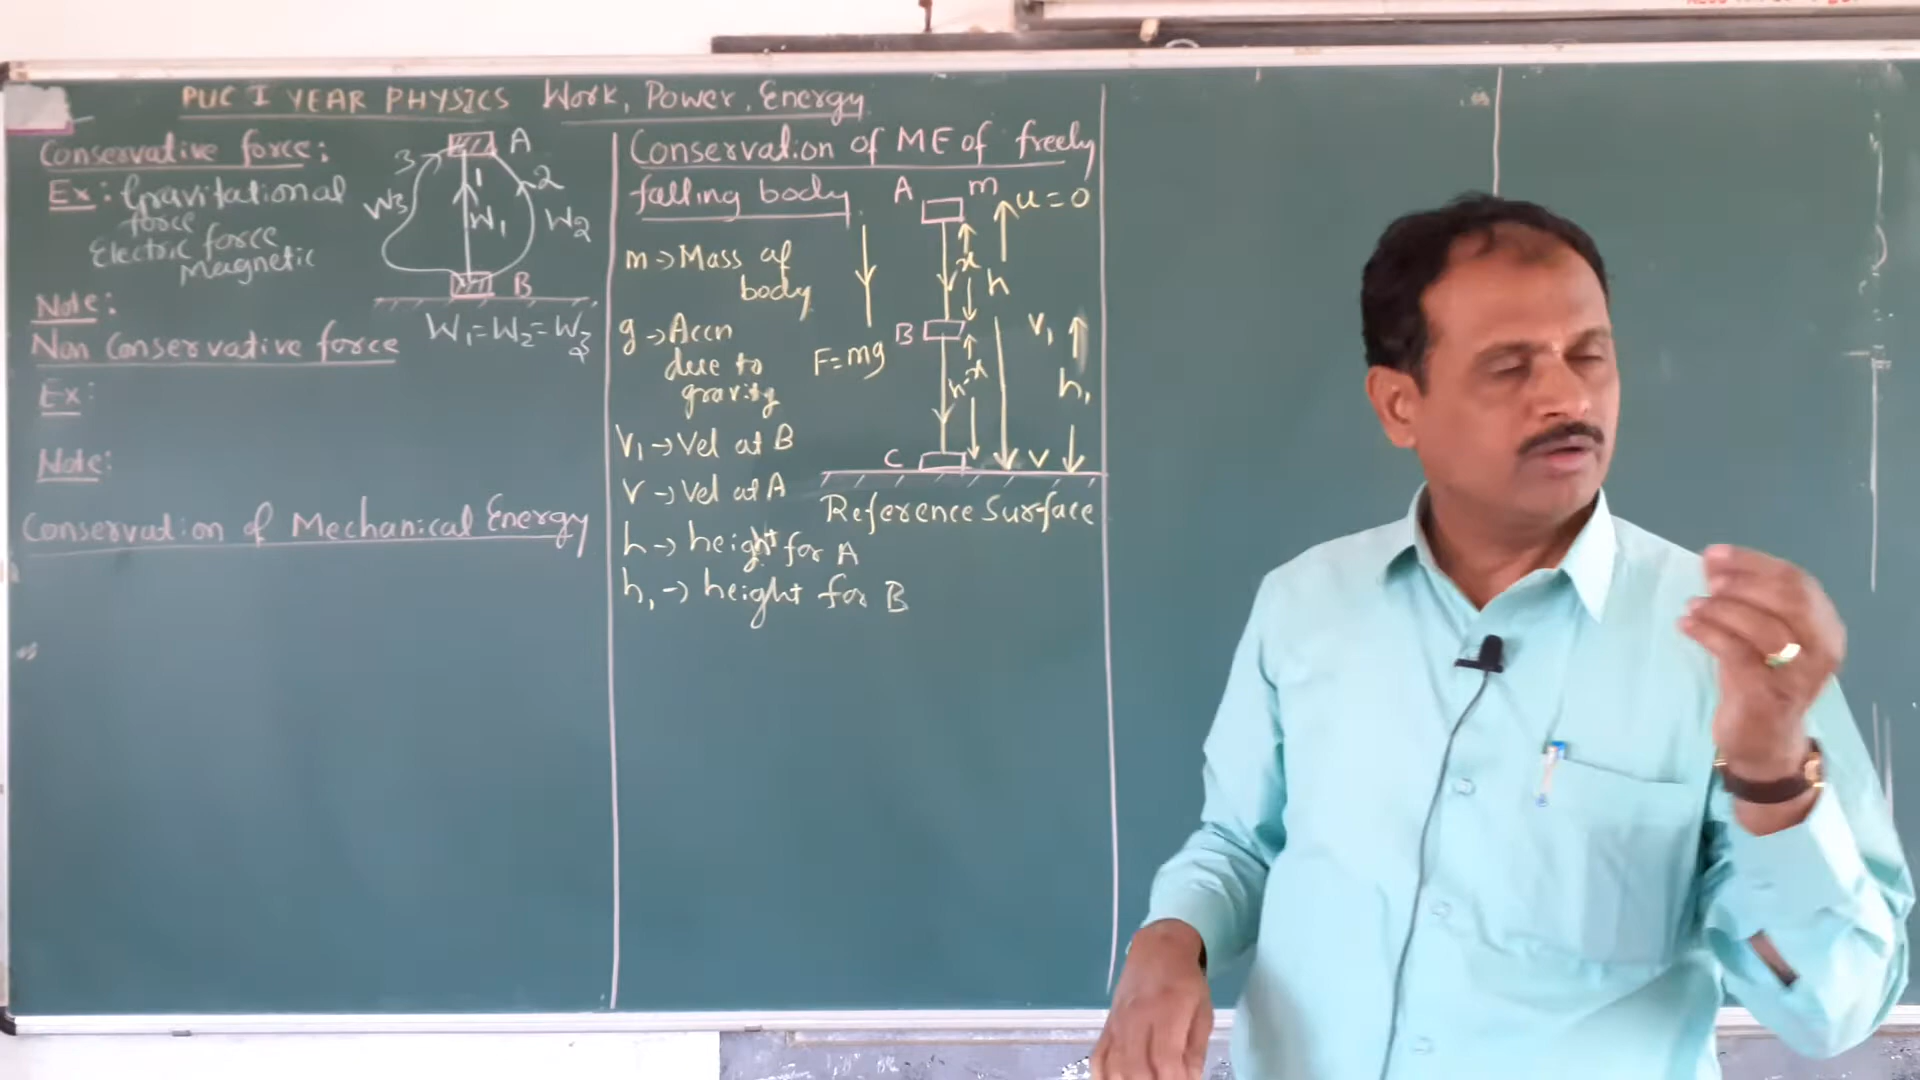 PUC I YEAR PHYSICS Work, Power, Energy
Conservative force:
Ex: Gravitational
force
Electric force
Magnetic
A
3
1
2
W3
W1
W2
B
W1=W2=W3
Note:
Non Conservative force
Ex:
Note:
Conservation of Mechanical Energy
Conservation of ME of freely
falling body
m → Mass of
body
g → Accn
due to
gravity
V1 → Vel at B
V → Vel at A
h → height for A
h1 → height for B
F=mg
A m u=0
x
h
B V1
h-x
h1
C V
Reference Surface